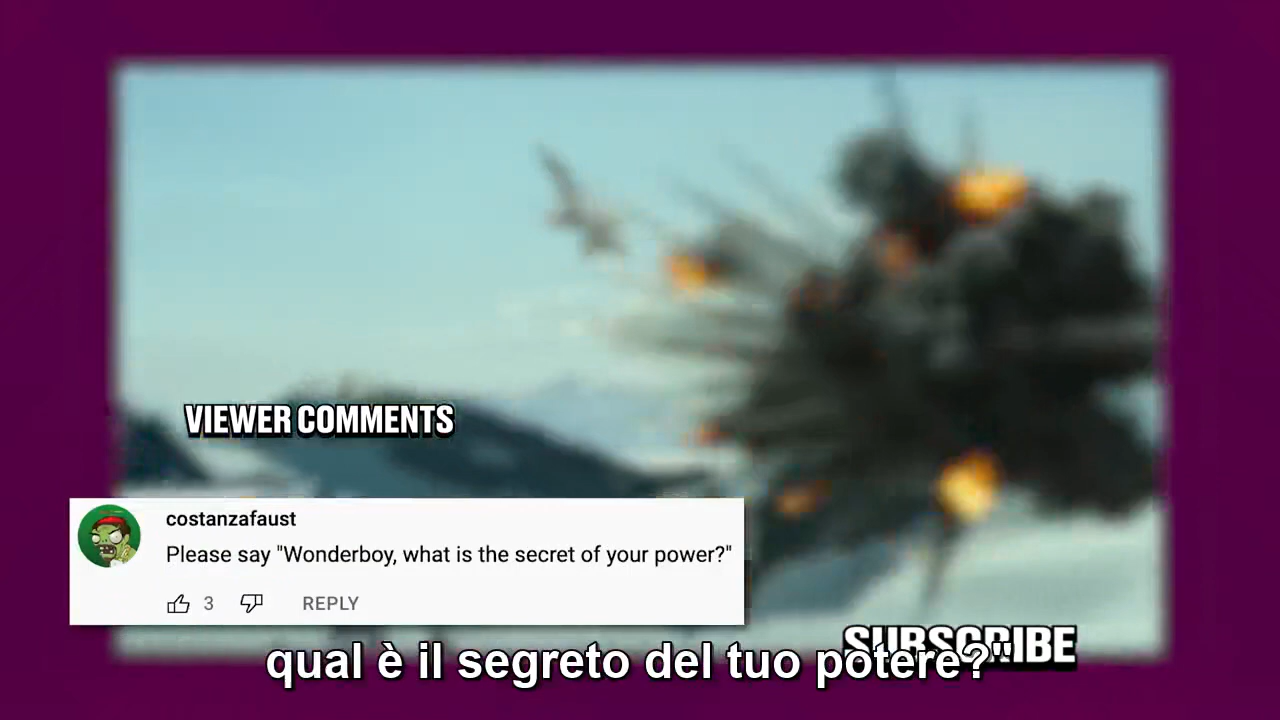 VIEWER COMMENTS
costanzafaust
Please say "Wonderboy, what is the secret of your power?"
3 REPLY
SUBSCRIBE
qual è il segreto del tuo potere?"